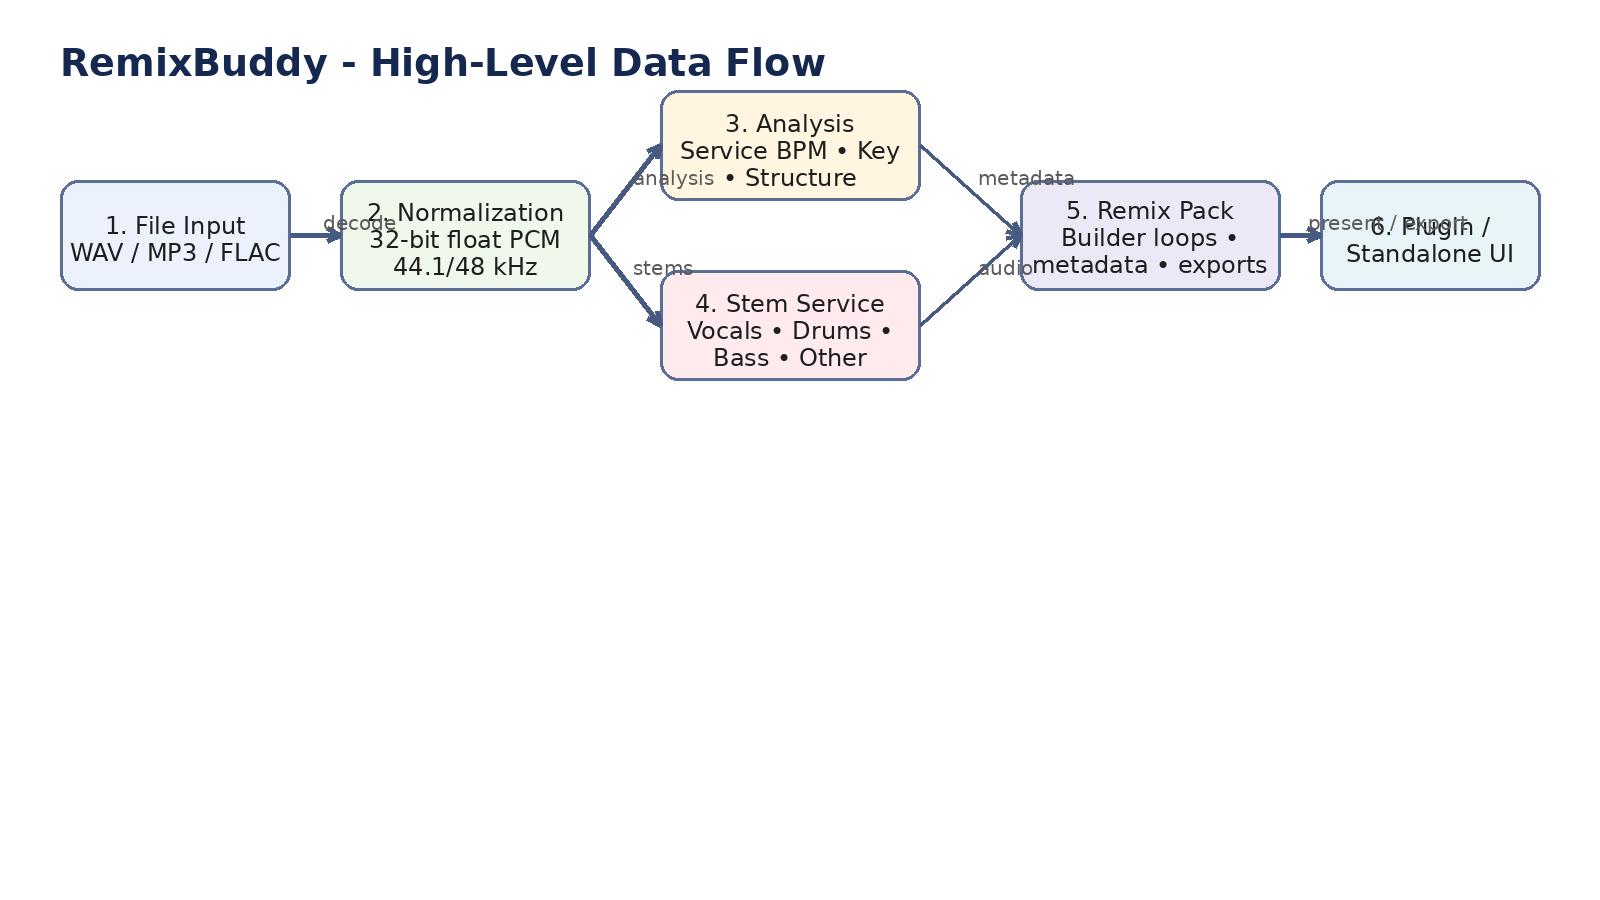 RemixBuddy - High-Level Data Flow
1. File Input
WAV / MP3 / FLAC
decode
2. Normalization
32-bit float PCM
44.1/48 kHz
analysis
3. Analysis
Service BPM • Key
• Structure
stems
4. Stem Service
Vocals • Drums •
Bass • Other
metadata
audio
5. Remix Pack
Builder loops •
metadata • exports
present / export
6. Plugin /
Standalone UI